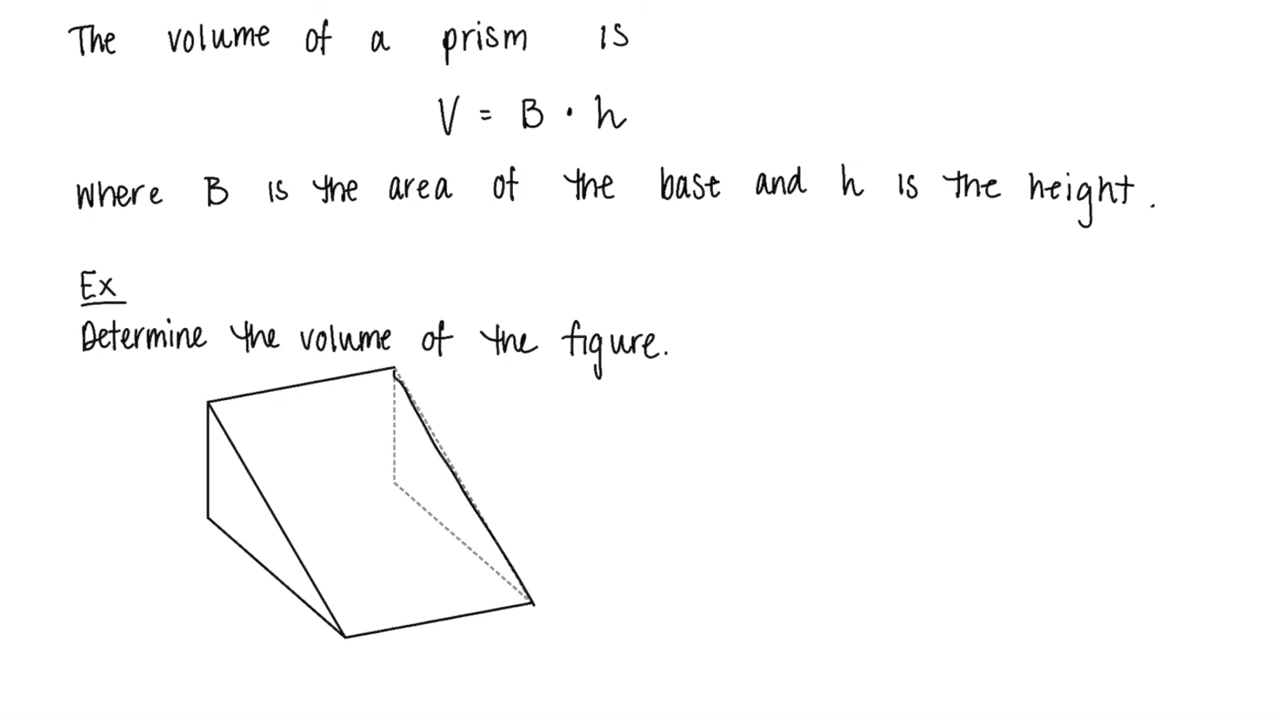 The volume of a prism is
V = B · h
where B is the area of the base and h is the height.
Ex
Determine the volume of the figure.